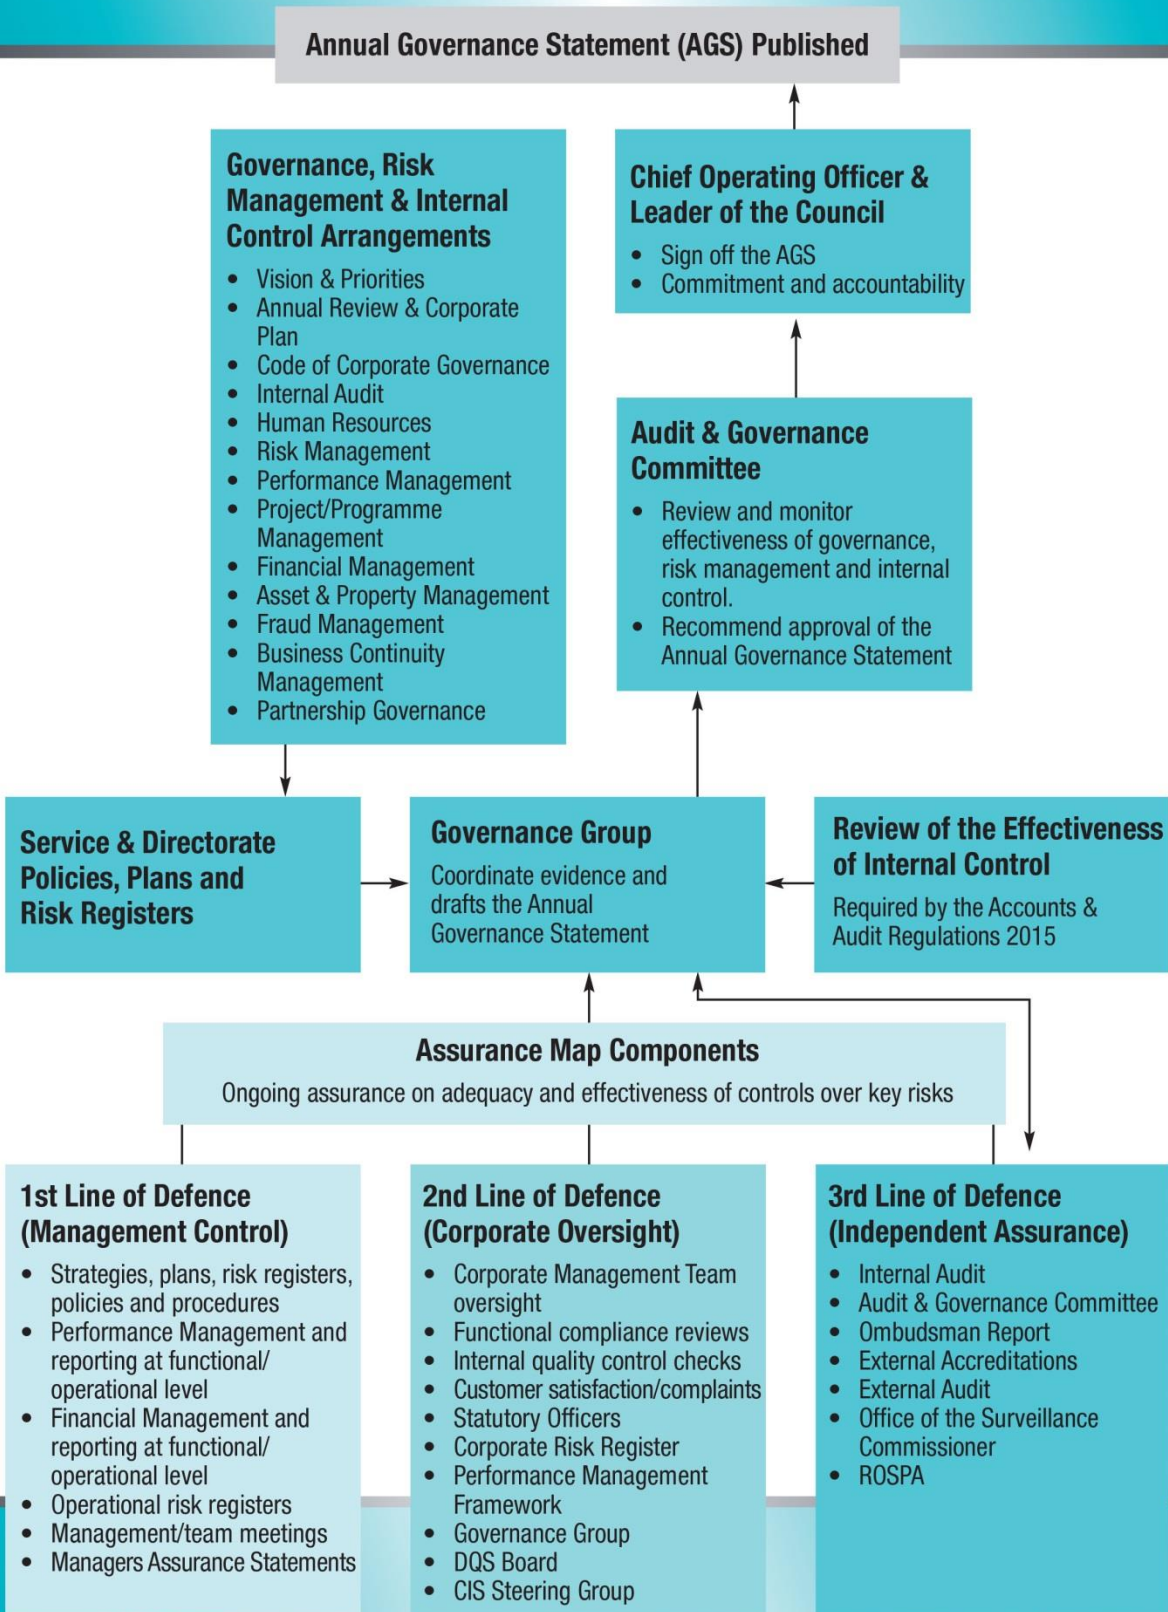 Annual Governance Statement (AGS) Published
Governance, Risk
Management & Internal
Control Arrangements
• Vision & Priorities
• Annual Review & Corporate
Plan
• Code of Corporate Governance
• Internal Audit
• Human Resources
• Risk Management
• Performance Management
• Project/Programme
Management
• Financial Management
• Asset & Property Management
• Fraud Management
• Business Continuity
Management
• Partnership Governance
Chief Operating Officer &
Leader of the Council
• Sign off the AGS
• Commitment and accountability
Audit & Governance
Committee
• Review and monitor
effectiveness of governance,
risk management and internal
control.
• Recommend approval of the
Annual Governance Statement
Service & Directorate
Policies, Plans and
Risk Registers
Governance Group
Coordinate evidence and
drafts the Annual
Governance Statement
Review of the Effectiveness
of Internal Control
Required by the Accounts &
Audit Regulations 2015
Assurance Map Components
Ongoing assurance on adequacy and effectiveness of controls over key risks
1st Line of Defence
(Management Control)
• Strategies, plans, risk registers,
policies and procedures
• Performance Management and
reporting at functional/
operational level
• Financial Management and
reporting at functional/
operational level
• Operational risk registers
• Management/team meetings
• Managers Assurance Statements
2nd Line of Defence
(Corporate Oversight)
• Corporate Management Team
oversight
• Functional compliance reviews
• Internal quality control checks
• Customer satisfaction/complaints
• Statutory Officers
• Corporate Risk Register
• Performance Management
Framework
• Governance Group
• DQS Board
• CIS Steering Group
3rd Line of Defence
(Independent Assurance)
• Internal Audit
• Audit & Governance Committee
• Ombudsman Report
• External Accreditations
• External Audit
• Office of the Surveillance
Commissioner
• ROSPA